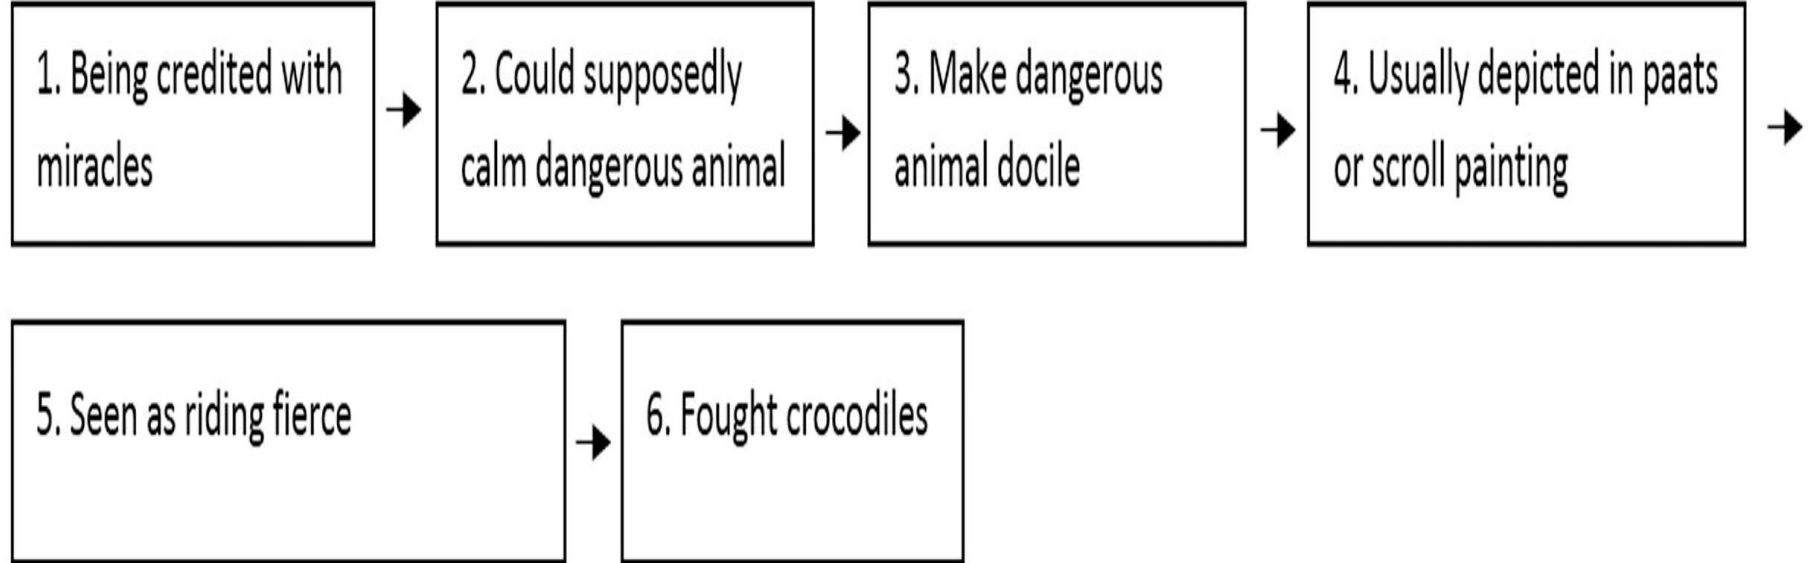 1. Being credited with
miracles
2. Could supposedly
calm dangerous animal
3. Make dangerous
animal docile
4. Usually depicted in paats
or scroll painting
5. Seen as riding fierce
6. Fought crocodiles